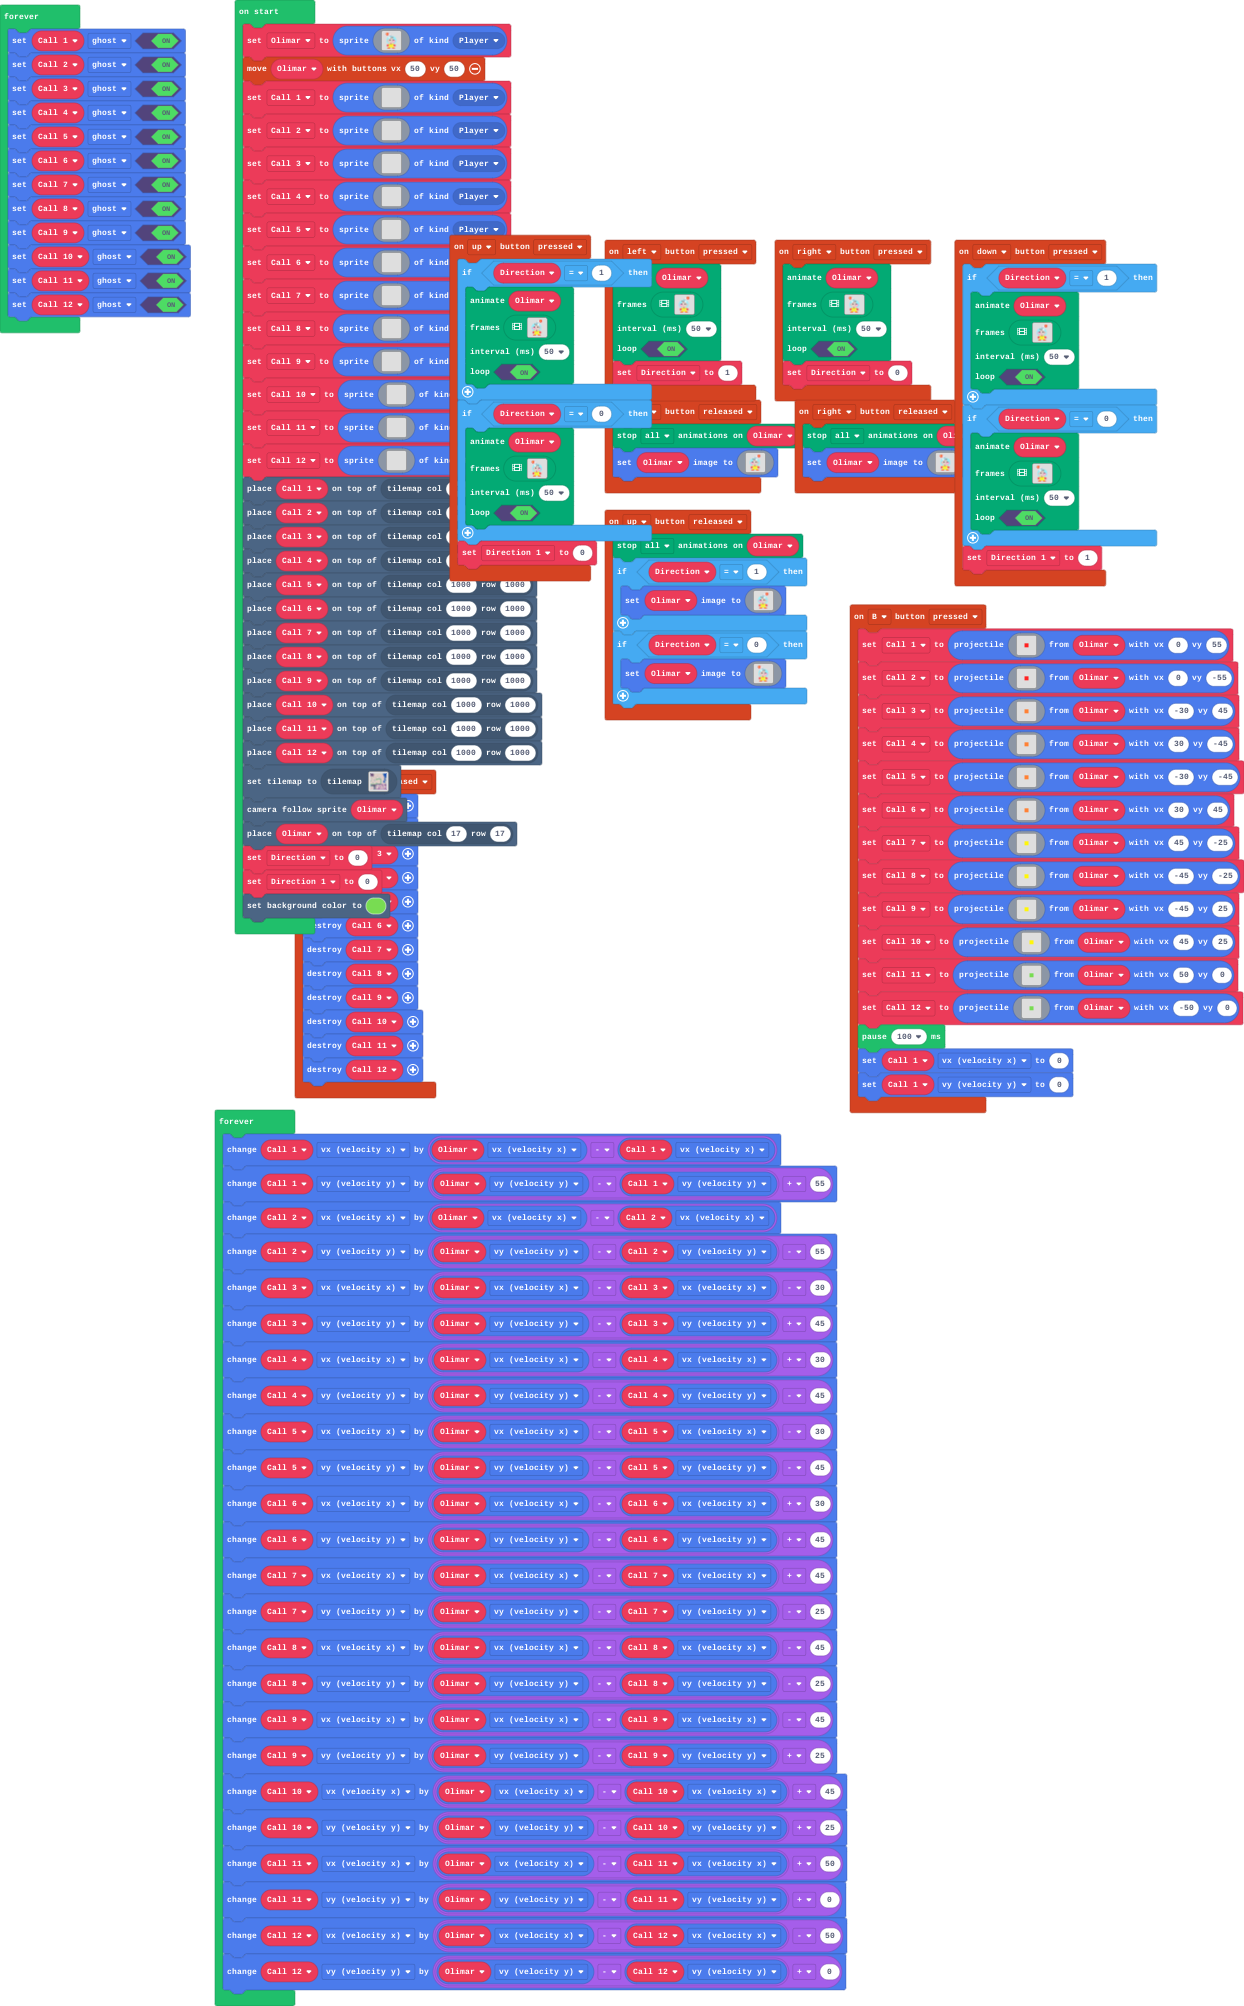 forever
set Call 1 ghost ON
set Call 2 ghost ON
set Call 3 ghost ON
set Call 4 ghost ON
set Call 5 ghost ON
set Call 6 ghost ON
set Call 7 ghost ON
set Call 8 ghost ON
set Call 9 ghost ON
set Call 10 ghost ON
set Call 11 ghost ON
set Call 12 ghost ON
on start
set Olimar to sprite of kind Player
move Olimar with buttons vx 50 vy 50
set Call 1 to sprite of kind Player
set Call 2 to sprite of kind Player
set Call 3 to sprite of kind Player
set Call 4 to sprite of kind Player
set Call 5 to sprite of kind Player
set Call 6 to sprite of kind
set Call 7 to sprite of kind
set Call 8 to sprite of kind
set Call 9 to sprite of kind
set Call 10 to sprite of kin
set Call 11 to sprite of kin
set Call 12 to sprite of kin
place Call 1 on top of tilemap col
place Call 2 on top of tilemap col
place Call 3 on top of tilemap col
place Call 4 on top of tilemap col
place Call 5 on top of tilemap col 1000 row 1000
place Call 6 on top of tilemap col 1000 row 1000
place Call 7 on top of tilemap col 1000 row 1000
place Call 8 on top of tilemap col 1000 row 1000
place Call 9 on top of tilemap col 1000 row 1000
place Call 10 on top of tilemap col 1000 row 1000
place Call 11 on top of tilemap col 1000 row 1000
place Call 12 on top of tilemap col 1000 row 1000
set tilemap to tilemap
camera follow sprite Olimar
place Olimar on top of tilemap col 17 row 17
set Direction to 0
set Direction 1 to 0
set background color to
on up button pressed
if Direction = 1 then
animate Olimar
frames
interval (ms) 50
loop ON
if Direction = 0 then
animate Olimar
frames
interval (ms) 50
loop ON
set Direction 1 to 0
on left button pressed
Olimar
frames
interval (ms) 50
loop ON
set Direction to 1
on right button pressed
animate Olimar
frames
interval (ms) 50
loop ON
set Direction to 0
on down button pressed
if Direction = 1 then
animate Olimar
frames
interval (ms) 50
loop ON
if Direction = 0 then
animate Olimar
frames
interval (ms) 50
loop ON
set Direction 1 to 1
button released
stop all animations on Olimar
set Olimar image to
on right button released
stop all animations on Ol
set Olimar image to
on up button released
stop all animations on Olimar
if Direction = 1 then
set Olimar image to
if Direction = 0 then
set Olimar image to
on B button pressed
set Call 1 to projectile from Olimar with vx 0 vy 55
set Call 2 to projectile from Olimar with vx 0 vy -55
set Call 3 to projectile from Olimar with vx -30 vy 45
set Call 4 to projectile from Olimar with vx 30 vy -45
set Call 5 to projectile from Olimar with vx -30 vy -45
set Call 6 to projectile from Olimar with vx 30 vy 45
set Call 7 to projectile from Olimar with vx 45 vy -25
set Call 8 to projectile from Olimar with vx -45 vy -25
set Call 9 to projectile from Olimar with vx -45 vy 25
set Call 10 to projectile from Olimar with vx 45 vy 25
set Call 11 to projectile from Olimar with vx 50 vy 0
set Call 12 to projectile from Olimar with vx -50 vy 0
pause 100 ms
set Call 1 vx (velocity x) to 0
set Call 1 vy (velocity y) to 0
sed
3
estroy Call 6
destroy Call 7
destroy Call 8
destroy Call 9
destroy Call 10
destroy Call 11
destroy Call 12
forever
change Call 1 vx (velocity x) by Olimar vx (velocity x) - Call 1 vx (velocity x)
change Call 1 vy (velocity y) by Olimar vy (velocity y) - Call 1 vy (velocity y) + 55
change Call 2 vx (velocity x) by Olimar vx (velocity x) - Call 2 vx (velocity x)
change Call 2 vy (velocity y) by Olimar vy (velocity y) - Call 2 vy (velocity y) - 55
change Call 3 vx (velocity x) by Olimar vx (velocity x) - Call 3 vx (velocity x) - 30
change Call 3 vy (velocity y) by Olimar vy (velocity y) - Call 3 vy (velocity y) + 45
change Call 4 vx (velocity x) by Olimar vx (velocity x) - Call 4 vx (velocity x) + 30
change Call 4 vy (velocity y) by Olimar vy (velocity y) - Call 4 vy (velocity y) - 45
change Call 5 vx (velocity x) by Olimar vx (velocity x) - Call 5 vx (velocity x) - 30
change Call 5 vy (velocity y) by Olimar vy (velocity y) - Call 5 vy (velocity y) - 45
change Call 6 vx (velocity x) by Olimar vx (velocity x) - Call 6 vx (velocity x) + 30
change Call 6 vy (velocity y) by Olimar vy (velocity y) - Call 6 vy (velocity y) + 45
change Call 7 vx (velocity x) by Olimar vx (velocity x) - Call 7 vx (velocity x) + 45
change Call 7 vy (velocity y) by Olimar vy (velocity y) - Call 7 vy (velocity y) - 25
change Call 8 vx (velocity x) by Olimar vx (velocity x) - Call 8 vx (velocity x) - 45
change Call 8 vy (velocity y) by Olimar vy (velocity y) - Call 8 vy (velocity y) - 25
change Call 9 vx (velocity x) by Olimar vx (velocity x) - Call 9 vx (velocity x) - 45
change Call 9 vy (velocity y) by Olimar vy (velocity y) - Call 9 vy (velocity y) + 25
change Call 10 vx (velocity x) by Olimar vx (velocity x) - Call 10 vx (velocity x) + 45
change Call 10 vy (velocity y) by Olimar vy (velocity y) - Call 10 vy (velocity y) + 25
change Call 11 vx (velocity x) by Olimar vx (velocity x) - Call 11 vx (velocity x) + 50
change Call 11 vy (velocity y) by Olimar vy (velocity y) - Call 11 vy (velocity y) + 0
change Call 12 vx (velocity x) by Olimar vx (velocity x) - Call 12 vx (velocity x) - 50
change Call 12 vy (velocity y) by Olimar vy (velocity y) - Call 12 vy (velocity y) + 0